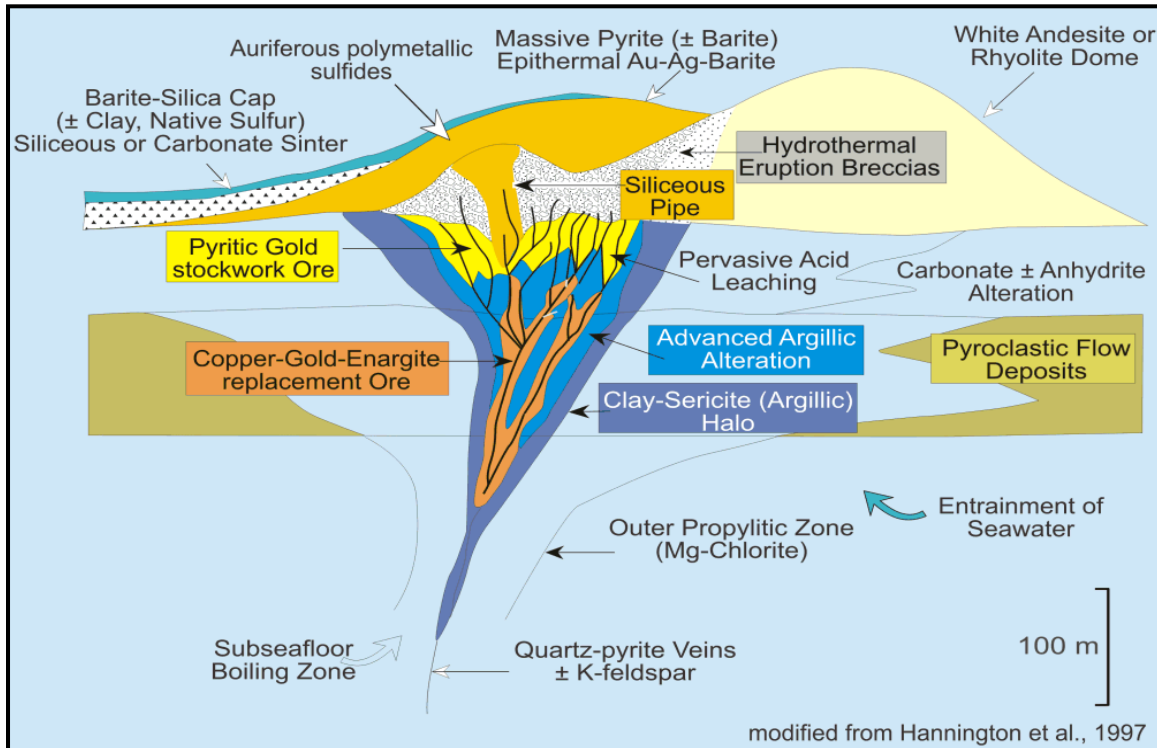 Auriferous polymetallic
sulfides
Massive Pyrite (± Barite)
Epithermal Au-Ag-Barite
White Andesite or
Rhyolite Dome
Barite-Silica Cap
(± Clay, Native Sulfur)
Siliceous or Carbonate Sinter
Hydrothermal
Eruption Breccias
Siliceous
Pipe
Pyritic Gold
stockwork Ore
Pervasive Acid
Leaching
Carbonate ± Anhydrite
Alteration
Copper-Gold-Enargite
replacement Ore
Advanced Argillic
Alteration
Pyroclastic Flow
Deposits
Clay-Sericite (Argillic)
Halo
Entrainment of
Seawater
Outer Propylitic Zone
(Mg-Chlorite)
Subseafloor
Boiling Zone
Quartz-pyrite Veins
± K-feldspar
100 m
modified from Hannington et al., 1997